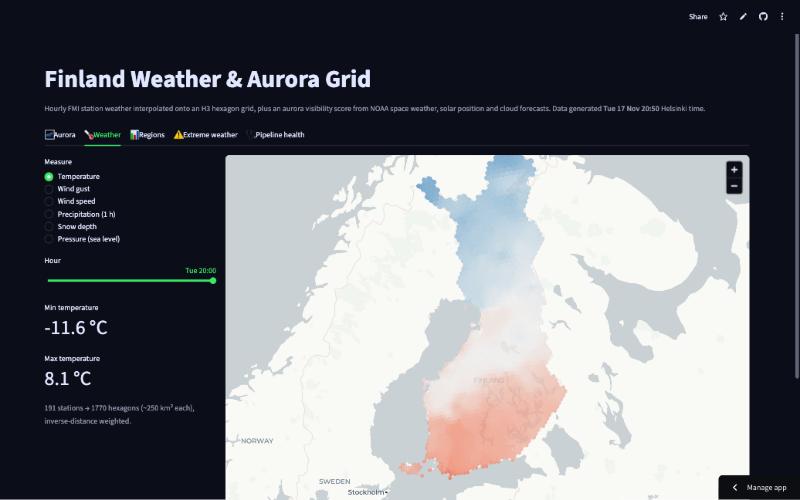 Share
Finland Weather & Aurora Grid
Hourly FMI station weather interpolated onto an H3 hexagon grid, plus an aurora visibility score from NOAA space weather, solar position and cloud forecasts. Data generated Tue 17 Nov 20:50 Helsinki time.
Aurora
Weather
Regions
Extreme weather
Pipeline health
Measure
Temperature
Wind gust
Wind speed
Precipitation (1 h)
Snow depth
Pressure (sea level)
Hour
Tue 20:00
Min temperature
-11.6 °C
Max temperature
8.1 °C
191 stations → 1770 hexagons (~250 km² each),
inverse-distance weighted.
+
−
FINLAND
NORWAY
SWEDEN
Stockholm
Manage app